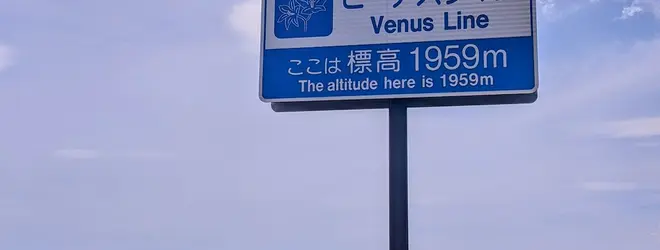 Venus Line
ここは 標高 1959m
The altitude here is 1959m